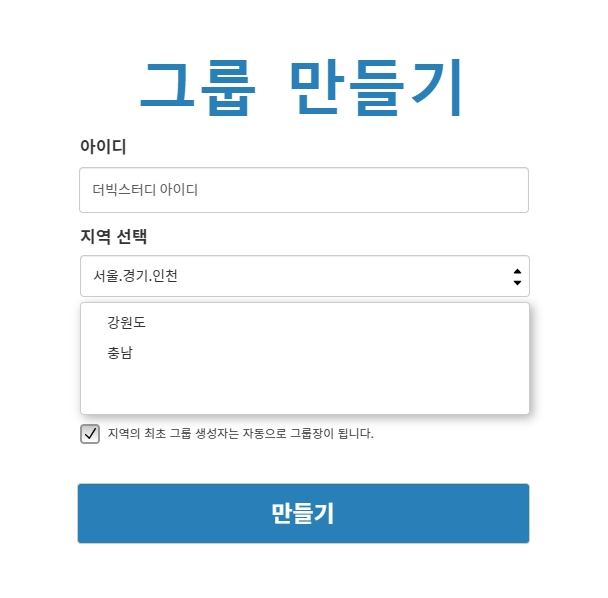 그룹 만들기
아이디
더빅스터디 아이디
지역 선택
서울.경기.인천
강원도
충남
지역의 최초 그룹 생성자는 자동으로 그룹장이 됩니다.
만들기